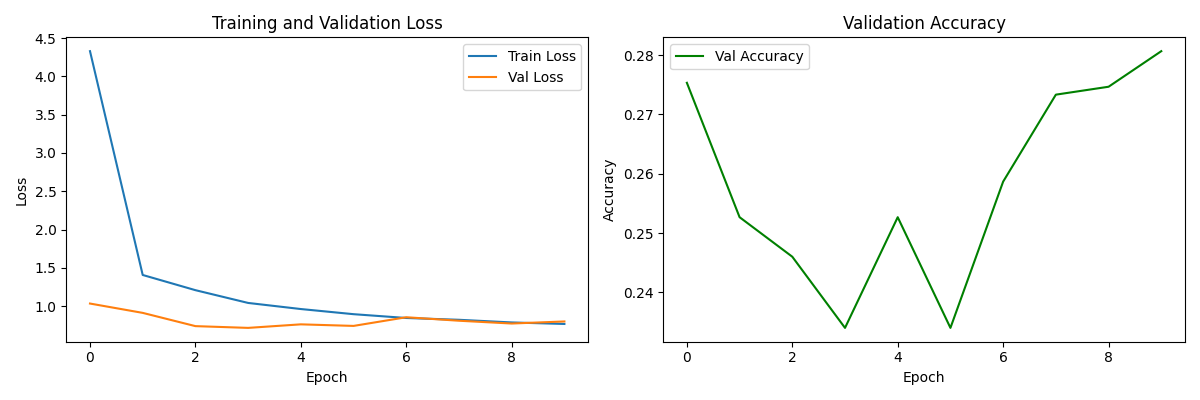 Training and Validation Loss
4.5
4.0
3.5
3.0
2.5
2.0
1.5
1.0
Loss
0
2
4
6
8
Epoch
Train Loss
Val Loss
Validation Accuracy
0.28
0.27
0.26
0.25
0.24
Accuracy
0
2
4
6
8
Epoch
Val Accuracy